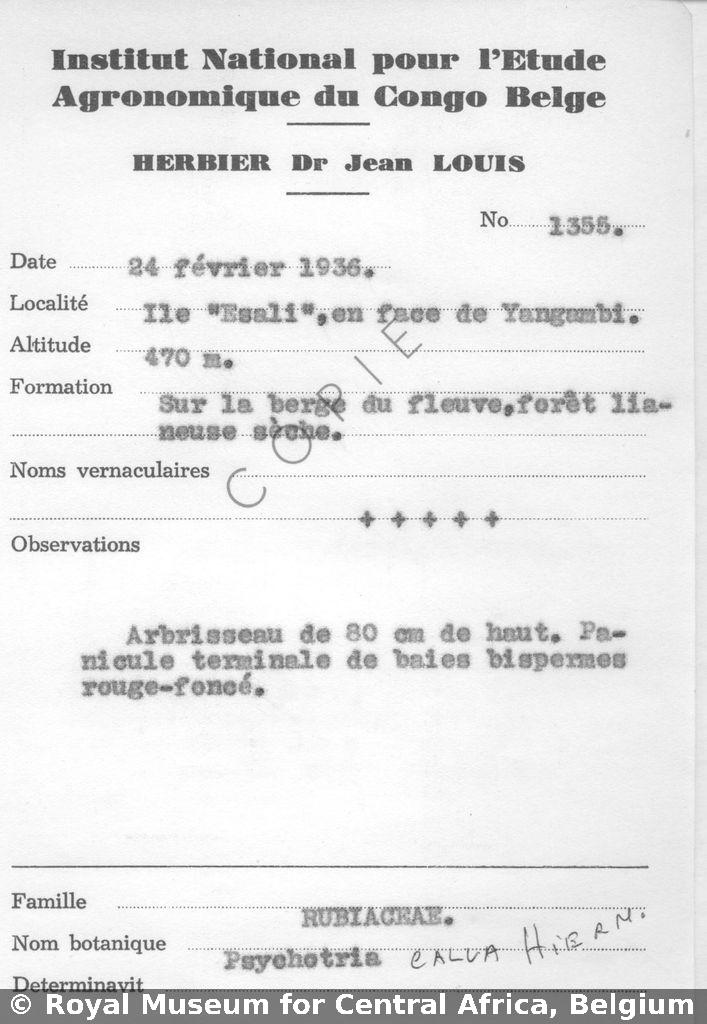 Institut National pour l'Etude
Agronomique du Congo Belge
HERBIER Dr Jean LOUIS
No 1355.
Date 24 février 1936.
Localité Ile "Esali",en face de Yangambi.
Altitude 470 m.
Formation Sur la berge du fleuve,forêt lia-
neuse sèche.
COPIE
Noms vernaculaires
+ + + + +
Observations
Arbrisseau de 80 cm de haut. Pa-
nicule terminale de baies bispermes
rouge-foncé.
Famille RUBIACEAE.
Nom botanique Psychotria CALVA HIERN.
Determinavit
© Royal Museum for Central Africa, Belgium